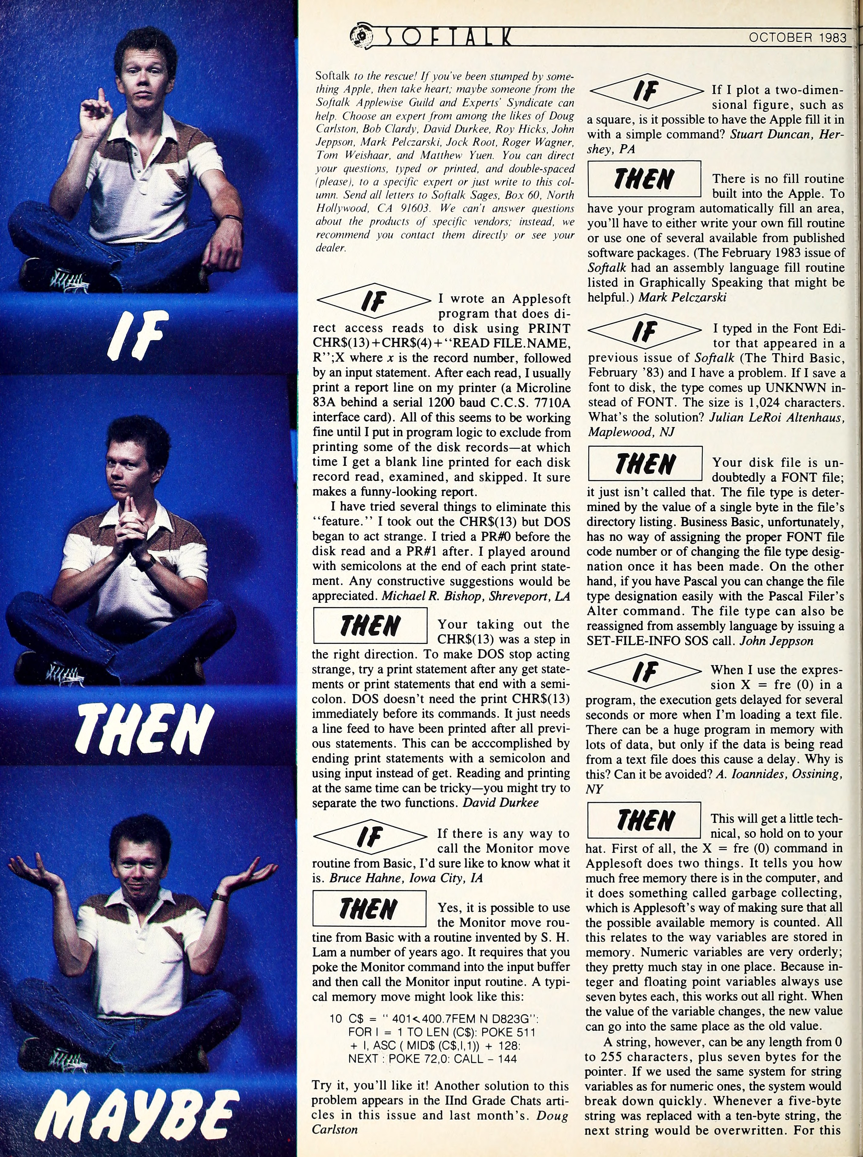 SOFTALK
OCTOBER 1983
IF
THEN
MAYBE
Softalk to the rescue! If you've been stumped by some-
thing Apple, then take heart; maybe someone from the
Softalk Applewise Guild and Experts' Syndicate can
help. Choose an expert from among the likes of Doug
Carlston, Bob Clardy, David Durkee, Roy Hicks, John
Jeppson, Mark Pelczarski, Jock Root, Roger Wagner,
Tom Weishaar, and Matthew Yuen. You can direct
your questions, typed or printed, and double-spaced
(please), to a specific expert or just write to this col-
umn. Send all letters to Softalk Sages, Box 60, North
Hollywood, CA 91603. We can't answer questions
about the products of specific vendors; instead, we
recommend you contact them directly or see your
dealer.
IF
I wrote an Applesoft
program that does di-
rect access reads to disk using PRINT
CHR$(13)+CHR$(4)+“READ FILE.NAME,
R”;X where x is the record number, followed
by an input statement. After each read, I usually
print a report line on my printer (a Microline
83A behind a serial 1200 baud C.C.S. 7710A
interface card). All of this seems to be working
fine until I put in program logic to exclude from
printing some of the disk records—at which
time I get a blank line printed for each disk
record read, examined, and skipped. It sure
makes a funny-looking report.
I have tried several things to eliminate this
“feature.” I took out the CHR$(13) but DOS
began to act strange. I tried a PR#0 before the
disk read and a PR#1 after. I played around
with semicolons at the end of each print state-
ment. Any constructive suggestions would be
appreciated. Michael R. Bishop, Shreveport, LA
THEN
Your taking out the
CHR$(13) was a step in
the right direction. To make DOS stop acting
strange, try a print statement after any get state-
ments or print statements that end with a semi-
colon. DOS doesn't need the print CHR$(13)
immediately before its commands. It just needs
a line feed to have been printed after all previ-
ous statements. This can be acccomplished by
ending print statements with a semicolon and
using input instead of get. Reading and printing
at the same time can be tricky—you might try to
separate the two functions. David Durkee
IF
If there is any way to
call the Monitor move
routine from Basic, I'd sure like to know what it
is. Bruce Hahne, Iowa City, IA
THEN
Yes, it is possible to use
the Monitor move rou-
tine from Basic with a routine invented by S. H.
Lam a number of years ago. It requires that you
poke the Monitor command into the input buffer
and then call the Monitor input routine. A typi-
cal memory move might look like this:
10 C$ = " 401<400.7FEM N D823G":
FOR I = 1 TO LEN (C$): POKE 511
+ I, ASC ( MID$ (C$,I,1)) + 128:
NEXT : POKE 72,0: CALL – 144
Try it, you'll like it! Another solution to this
problem appears in the IInd Grade Chats arti-
cles in this issue and last month's. Doug
Carlston
IF
If I plot a two-dimen-
sional figure, such as
a square, is it possible to have the Apple fill it in
with a simple command? Stuart Duncan, Her-
shey, PA
THEN
There is no fill routine
built into the Apple. To
have your program automatically fill an area,
you'll have to either write your own fill routine
or use one of several available from published
software packages. (The February 1983 issue of
Softalk had an assembly language fill routine
listed in Graphically Speaking that might be
helpful.) Mark Pelczarski
IF
I typed in the Font Edi-
tor that appeared in a
previous issue of Softalk (The Third Basic,
February '83) and I have a problem. If I save a
font to disk, the type comes up UNKNWN in-
stead of FONT. The size is 1,024 characters.
What's the solution? Julian LeRoi Altenhaus,
Maplewood, NJ
THEN
Your disk file is un-
doubtedly a FONT file;
it just isn't called that. The file type is deter-
mined by the value of a single byte in the file's
directory listing. Business Basic, unfortunately,
has no way of assigning the proper FONT file
code number or of changing the file type desig-
nation once it has been made. On the other
hand, if you have Pascal you can change the file
type designation easily with the Pascal Filer's
Alter command. The file type can also be
reassigned from assembly language by issuing a
SET-FILE-INFO SOS call. John Jeppson
IF
When I use the expres-
sion X = fre (0) in a
program, the execution gets delayed for several
seconds or more when I'm loading a text file.
There can be a huge program in memory with
lots of data, but only if the data is being read
from a text file does this cause a delay. Why is
this? Can it be avoided? A. Ioannides, Ossining,
NY
THEN
This will get a little tech-
nical, so hold on to your
hat. First of all, the X = fre (0) command in
Applesoft does two things. It tells you how
much free memory there is in the computer, and
it does something called garbage collecting,
which is Applesoft's way of making sure that all
the possible available memory is counted. All
this relates to the way variables are stored in
memory. Numeric variables are very orderly;
they pretty much stay in one place. Because in-
teger and floating point variables always use
seven bytes each, this works out all right. When
the value of the variable changes, the new value
can go into the same place as the old value.
A string, however, can be any length from 0
to 255 characters, plus seven bytes for the
pointer. If we used the same system for string
variables as for numeric ones, the system would
break down quickly. Whenever a five-byte
string was replaced with a ten-byte string, the
next string would be overwritten. For this